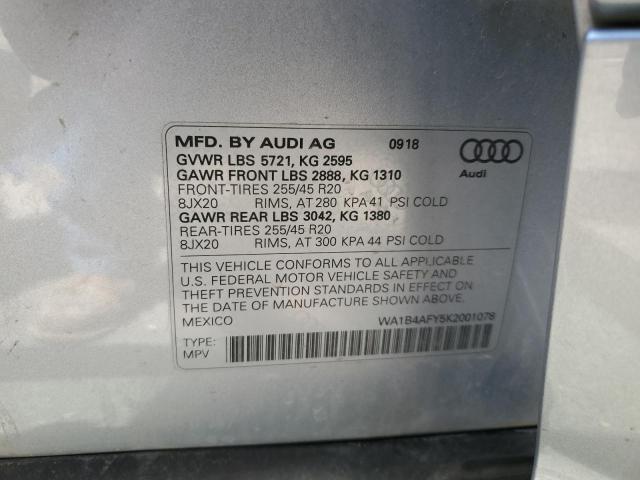 MFD. BY AUDI AG 0918
GVWR LBS 5721, KG 2595
GAWR FRONT LBS 2888, KG 1310
FRONT-TIRES 255/45 R20
8JX20 RIMS, AT 280 KPA 41 PSI COLD
GAWR REAR LBS 3042, KG 1380
REAR-TIRES 255/45 R20
8JX20 RIMS, AT 300 KPA 44 PSI COLD
Audi
THIS VEHICLE CONFORMS TO ALL APPLICABLE
U.S. FEDERAL MOTOR VEHICLE SAFETY AND
THEFT PREVENTION STANDARDS IN EFFECT ON
THE DATE OF MANUFACTURE SHOWN ABOVE.
MEXICO WA1B4AFY5K2001078
TYPE:
MPV